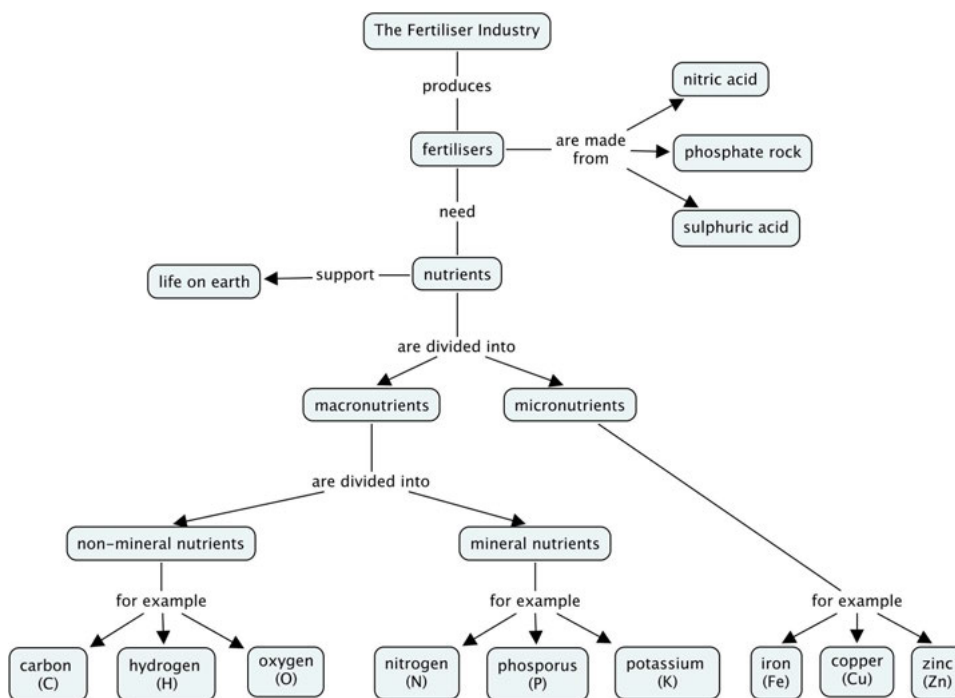 The Fertiliser Industry
produces
nitric acid
fertilisers
are made
from
phosphate rock
sulphuric acid
need
life on earth
support
nutrients
are divided into
macronutrients
micronutrients
are divided into
non-mineral nutrients
mineral nutrients
for example
for example
for example
carbon
(C)
hydrogen
(H)
oxygen
(O)
nitrogen
(N)
phosporus
(P)
potassium
(K)
iron
(Fe)
copper
(Cu)
zinc
(Zn)